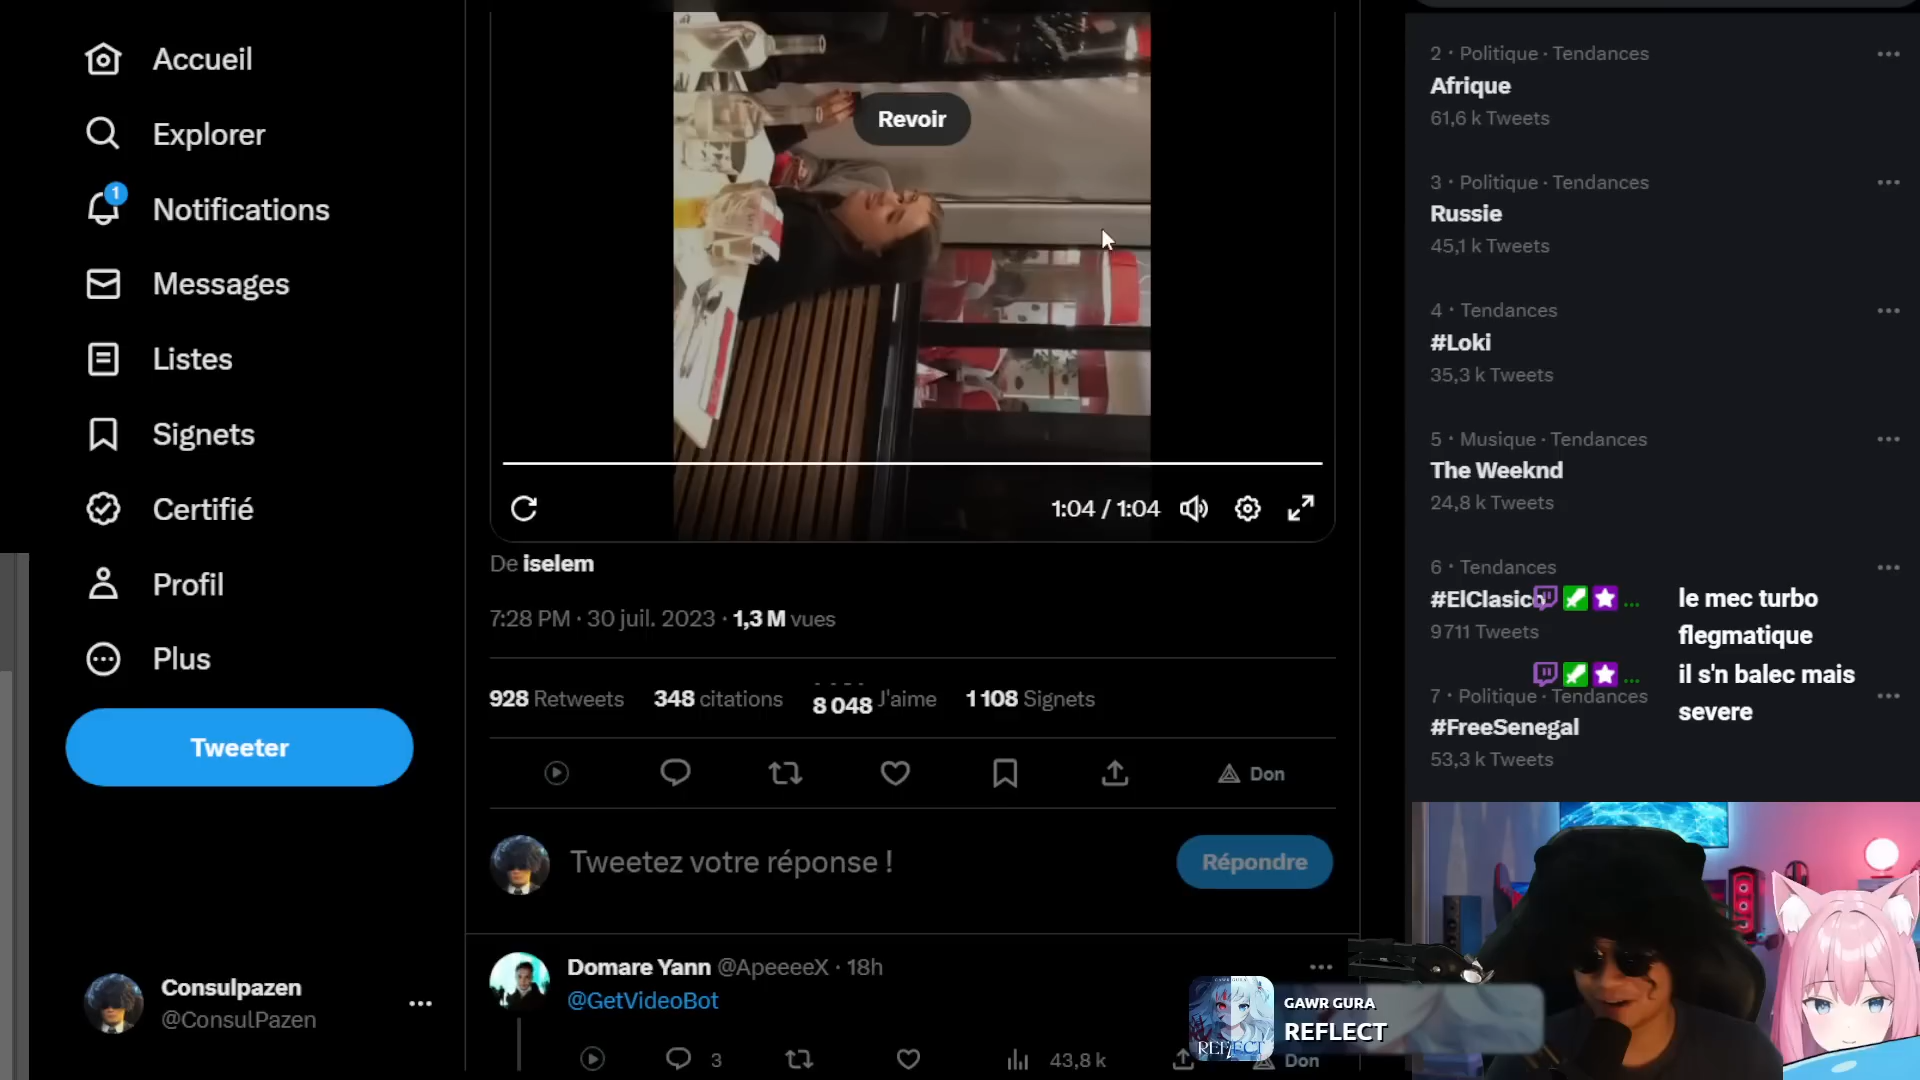 Accueil
Explorer
1
Notifications
Messages
Listes
Signets
Certifié
Profil
Plus
Tweeter
Consulpazen
@ConsulPazen
Revoir
1:04 / 1:04
De iselem
7:28 PM · 30 juil. 2023 · 1,3 M vues
928 Retweets 348 citations 8 048 J'aime 1 108 Signets
Don
Tweetez votre réponse !
Répondre
Domare Yann @ApeeeeX · 18h
@GetVideoBot
3
43,8 k
Don
2 · Politique · Tendances
Afrique
61,6 k Tweets
3 · Politique · Tendances
Russie
45,1 k Tweets
4 · Tendances
#Loki
35,3 k Tweets
5 · Musique · Tendances
The Weeknd
24,8 k Tweets
6 · Tendances
#ElClasico
9 711 Tweets
7 · Politique · Tendances
#FreeSenegal
53,3 k Tweets
le mec turbo
flegmatique
il s'n balec mais
severe
GAWR GURA
REFLECT
REFLECT